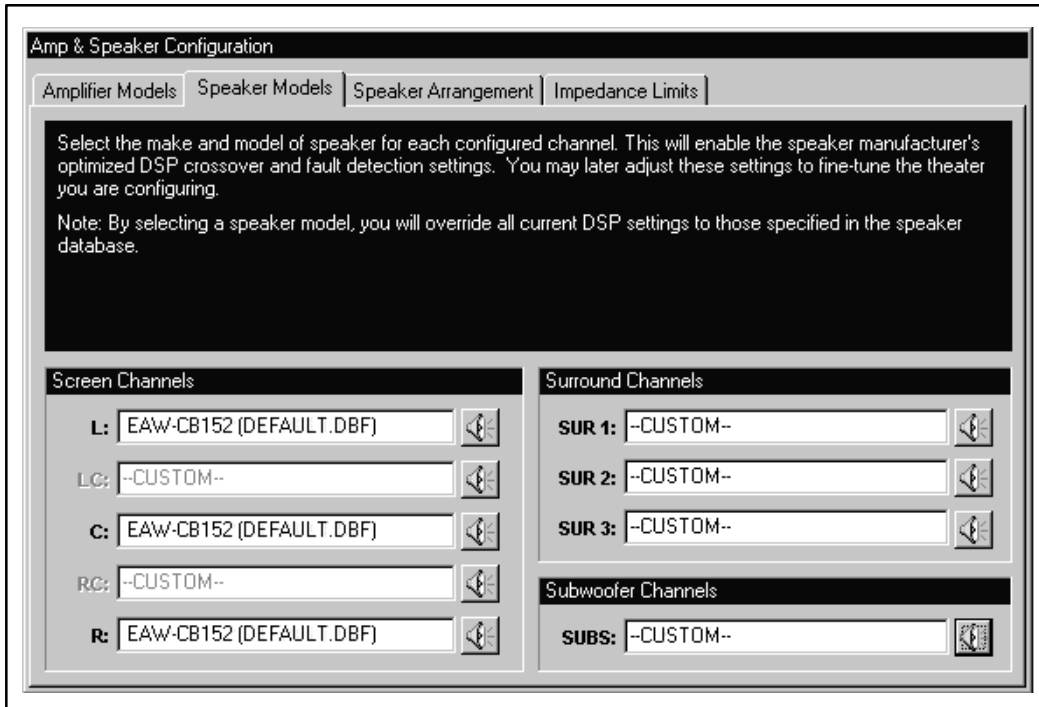 Amp & Speaker Configuration
Amplifier Models
Speaker Models
Speaker Arrangement
Impedance Limits
Select the make and model of speaker for each configured channel. This will enable the speaker manufacturer's
optimized DSP crossover and fault detection settings. You may later adjust these settings to fine-tune the theater
you are configuring.
Note: By selecting a speaker model, you will override all current DSP settings to those specified in the speaker
database.
Screen Channels
L: EAW-CB152 (DEFAULT.DBF)
LC: --CUSTOM--
C: EAW-CB152 (DEFAULT.DBF)
RC: --CUSTOM--
R: EAW-CB152 (DEFAULT.DBF)
Surround Channels
SUR 1: --CUSTOM--
SUR 2: --CUSTOM--
SUR 3: --CUSTOM--
Subwoofer Channels
SUBS: --CUSTOM--